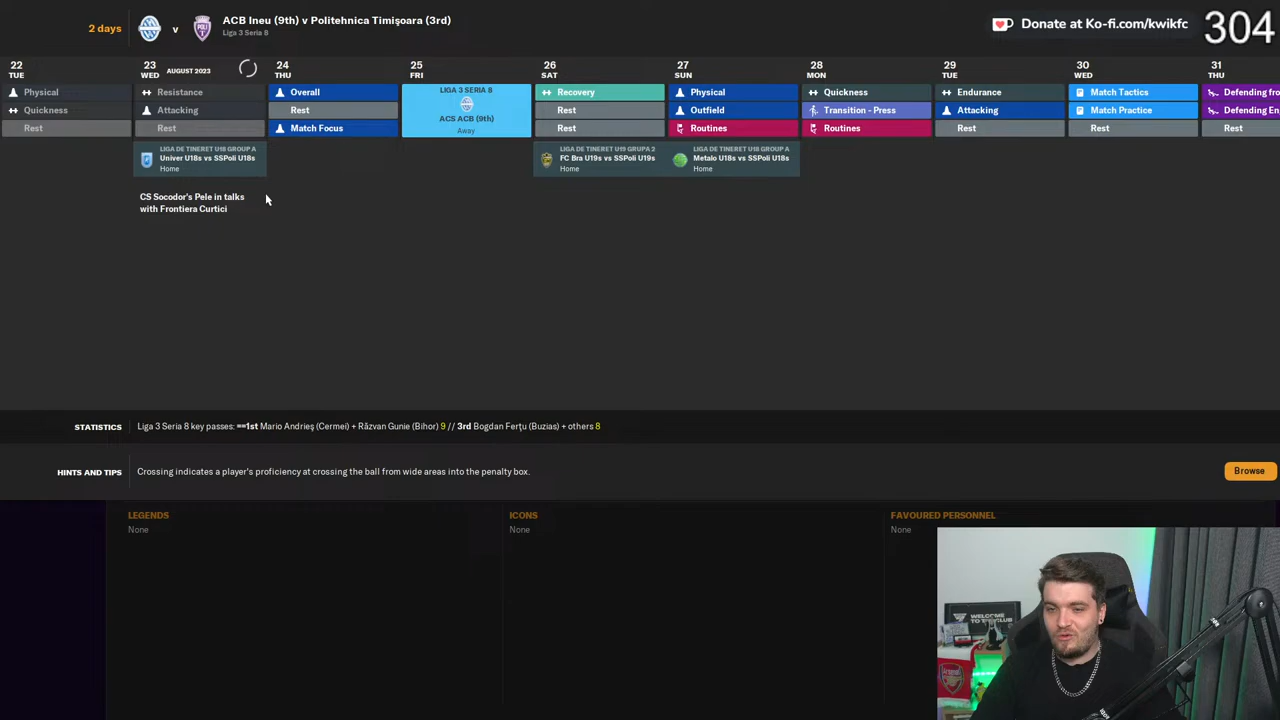 2 days
v
ACB Ineu (9th) v Politehnica Timişoara (3rd)
Liga 3 Seria 8
Donate at Ko-fi.com/kwikfc
304
22
TUE
23
WED
AUGUST 2023
24
THU
25
FRI
26
SAT
27
SUN
28
MON
29
TUE
30
WED
31
THU
Physical
Quickness
Rest
Resistance
Attacking
Rest
Overall
Rest
Match Focus
LIGA 3 SERIA 8
ACS ACB (9th)
Away
Recovery
Rest
Rest
Physical
Outfield
Routines
Quickness
Transition - Press
Routines
Endurance
Attacking
Rest
Match Tactics
Match Practice
Rest
Defending fro
Defending En
Rest
LIGA DE TINERET U18 GROUP A
Univer U18s vs SSPoli U18s
Home
LIGA DE TINERET U19 GRUPA 2
FC Bra U19s vs SSPoli U19s
Home
LIGA DE TINERET U18 GROUP A
Metalo U18s vs SSPoli U18s
Home
CS Socodor's Pele in talks
with Frontiera Curtici
STATISTICS
Liga 3 Seria 8 key passes: ==1st Mario Andrieş (Cermei) + Răzvan Gunie (Bihor) 9 // 3rd Bogdan Ferţu (Buzias) + others 8
HINTS AND TIPS
Crossing indicates a player's proficiency at crossing the ball from wide areas into the penalty box.
Browse
LEGENDS
None
ICONS
None
FAVOURED PERSONNEL
None